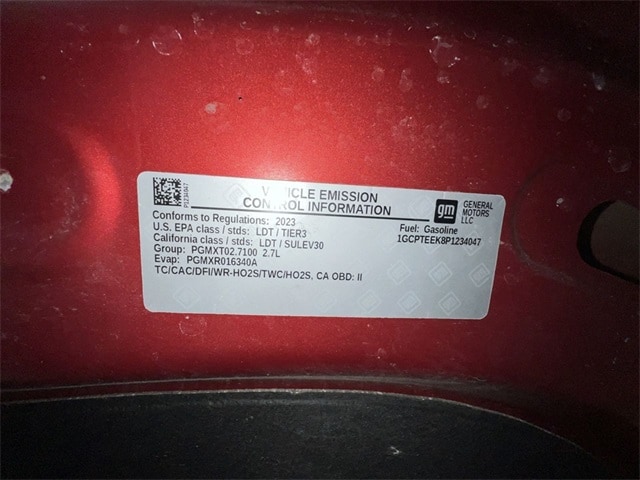 P1234047
VEHICLE EMISSION
CONTROL INFORMATION
gm
GENERAL
MOTORS
LLC
Conforms to Regulations: 2023
U.S. EPA class / stds: LDT / TIER3
California class / stds: LDT / SULEV30
Group: PGMXT02.7100 2.7L
Evap: PGMXR016340A
TC/CAC/DFI/WR-HO2S/TWC/HO2S, CA OBD: II
Fuel: Gasoline
1GCPTEEK8P1234047